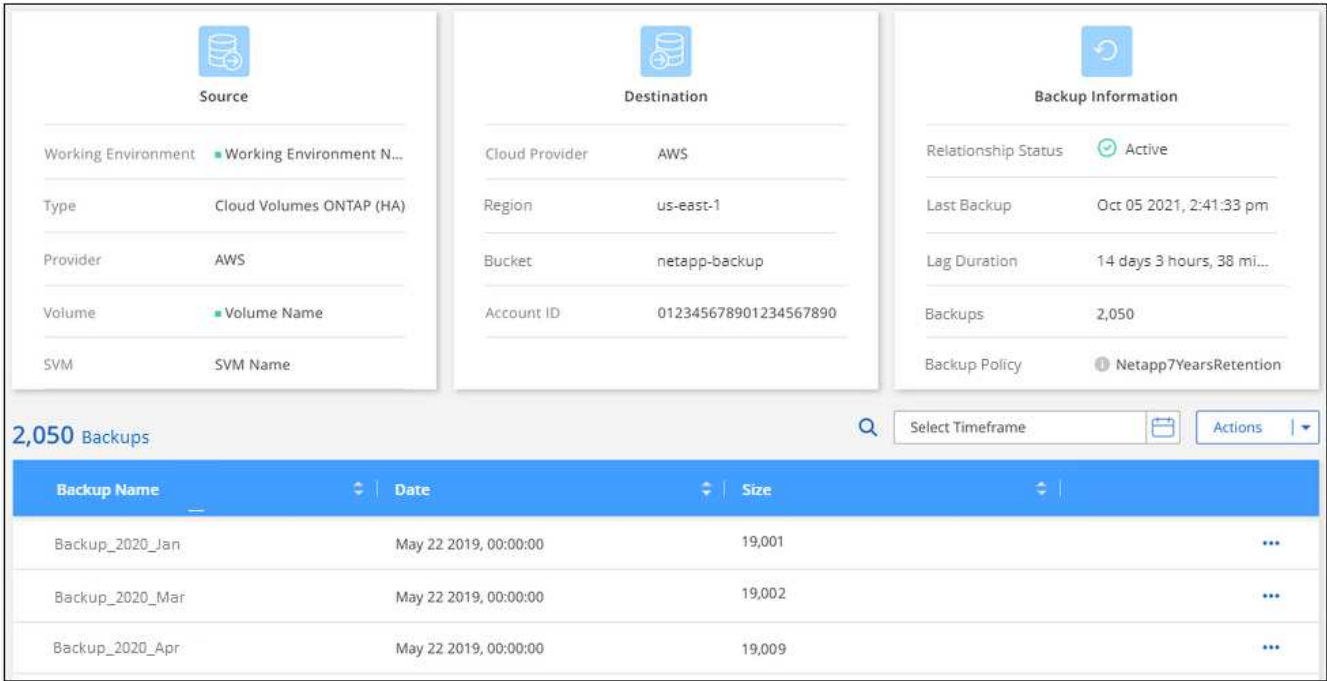 Source
Working Environment Working Environment N...
Type Cloud Volumes ONTAP (HA)
Provider AWS
Volume Volume Name
SVM SVM Name
Destination
Cloud Provider AWS
Region us-east-1
Bucket netapp-backup
Account ID 012345678901234567890
Backup Information
Relationship Status Active
Last Backup Oct 05 2021, 2:41:33 pm
Lag Duration 14 days 3 hours, 38 mi...
Backups 2,050
Backup Policy Netapp7YearsRetention
2,050 Backups
Select Timeframe
Actions
Backup Name Date Size
Backup_2020_Jan May 22 2019, 00:00:00 19,001
Backup_2020_Mar May 22 2019, 00:00:00 19,002
Backup_2020_Apr May 22 2019, 00:00:00 19,009